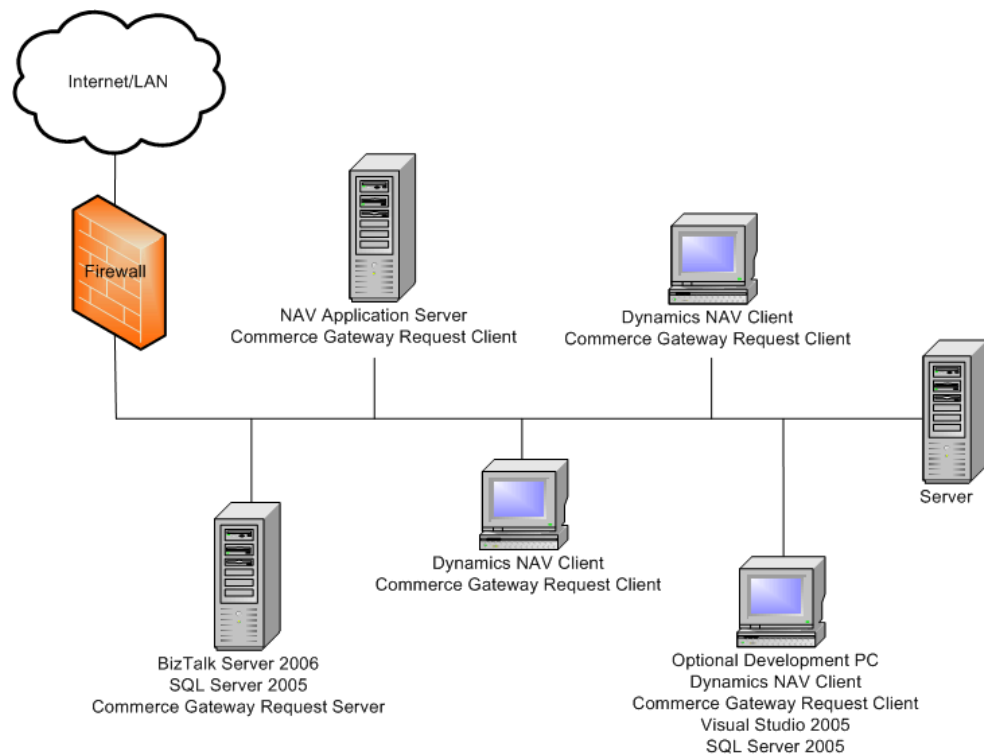 Internet/LAN
Firewall
NAV Application Server
Commerce Gateway Request Client
Dynamics NAV Client
Commerce Gateway Request Client
Server
Dynamics NAV Client
Commerce Gateway Request Client
BizTalk Server 2006
SQL Server 2005
Commerce Gateway Request Server
Optional Development PC
Dynamics NAV Client
Commerce Gateway Request Client
Visual Studio 2005
SQL Server 2005